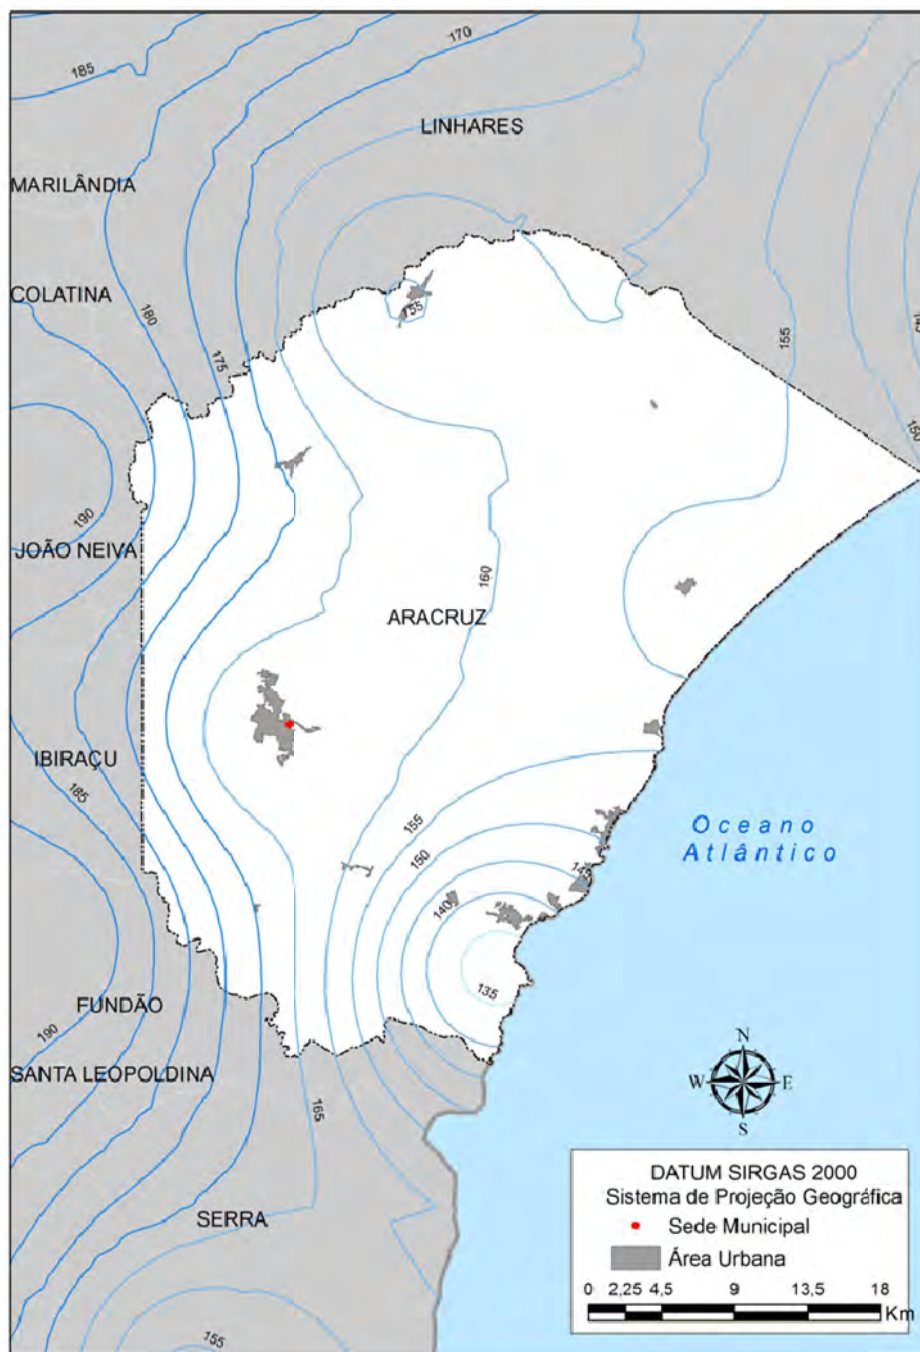 170
185
LINHARES
MARILÂNDIA
COLATINA
180
155
155
175
150
190
JOÃO NEIVA
160
ARACRUZ
IBIRAÇU
185
155
Oceano
Atlântico
150
140
135
FUNDÃO
190
SANTA LEOPOLDINA
165
SERRA
155
N
W
E
S
DATUM SIRGAS 2000
Sistema de Projeção Geográfica
Sede Municipal
Área Urbana
0 2,25 4,5 9 13,5 18
Km